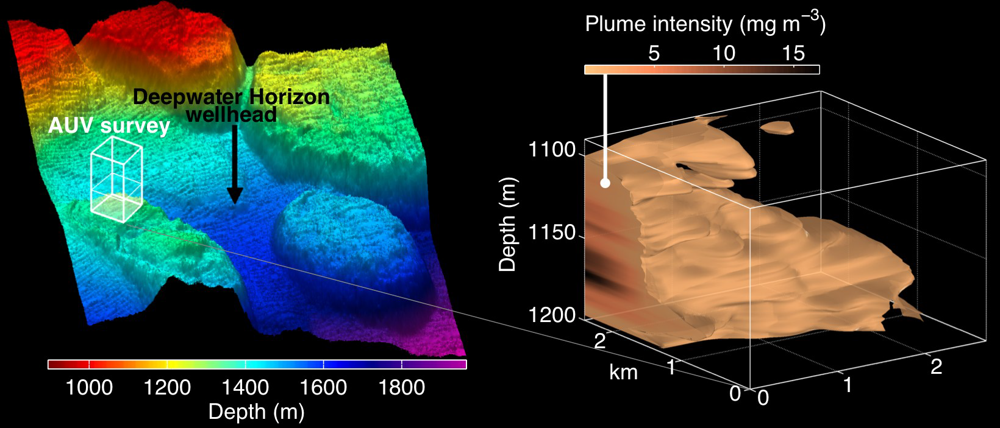 Deepwater Horizon
wellhead
AUV survey
1000 1200 1400 1600 1800
Depth (m)
Plume intensity (mg m⁻³)
5 10 15
1100
1150
1200
Depth (m)
2
1
0
km
0
1
2